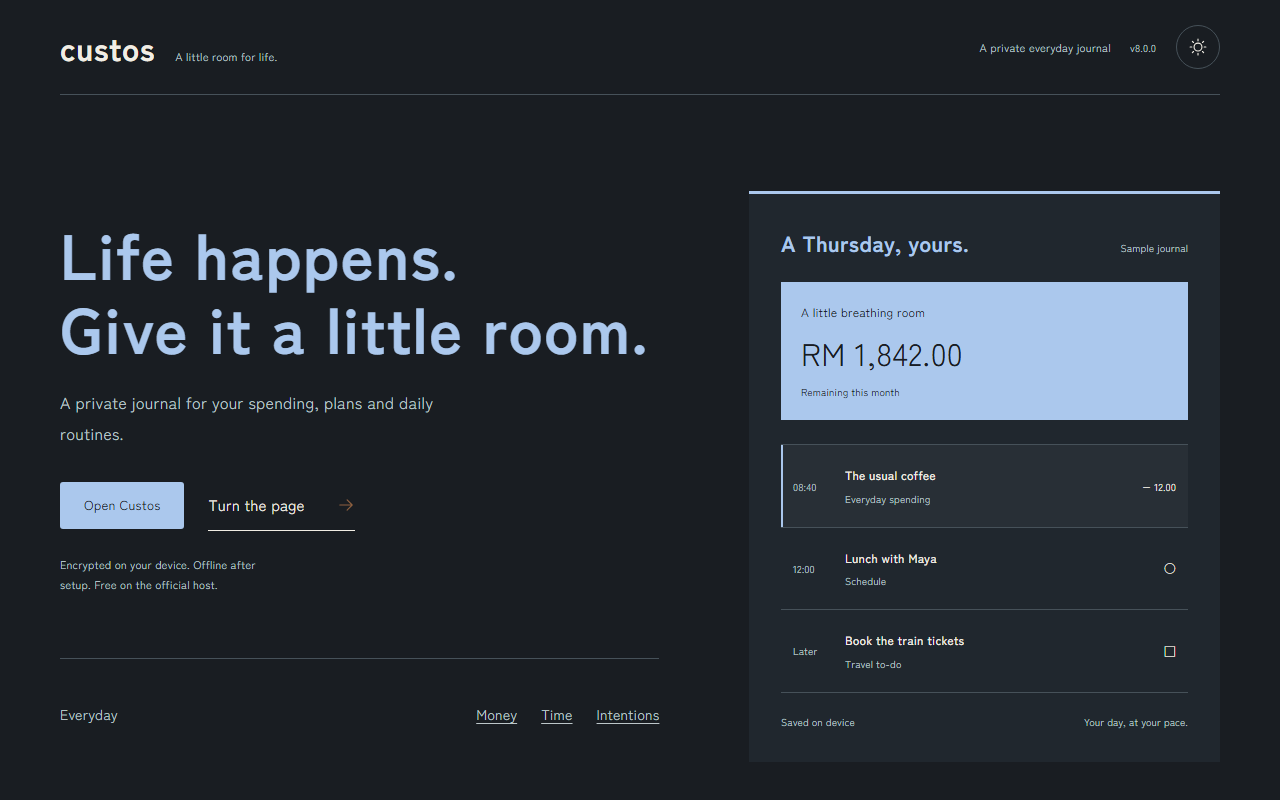 custos
A little room for life.
A private everyday journal
v8.0.0
Life happens.
Give it a little room.
A private journal for your spending, plans and daily
routines.
Open Custos
Turn the page →
Encrypted on your device. Offline after
setup. Free on the official host.
Everyday
Money
Time
Intentions
A Thursday, yours.
Sample journal
A little breathing room
RM 1,842.00
Remaining this month
08:40
The usual coffee
Everyday spending
— 12.00
12:00
Lunch with Maya
Schedule
Later
Book the train tickets
Travel to-do
Saved on device
Your day, at your pace.